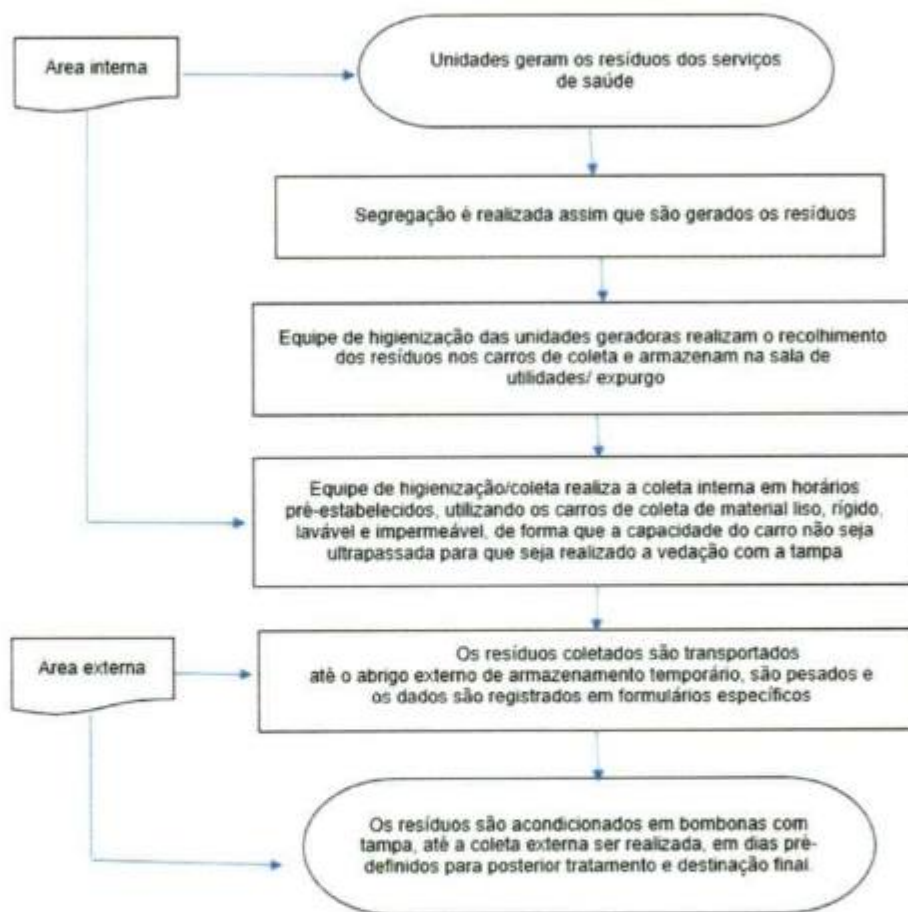 Area interna
Unidades geram os resíduos dos serviços
de saúde
Segregação é realizada assim que são gerados os resíduos
Equipe de higienização das unidades geradoras realizam o recolhimento
dos resíduos nos carros de coleta e armazenam na sala de
utilidades/ expurgo
Equipe de higienização/coleta realiza a coleta interna em horários
pré-estabelecidos, utilizando os carros de coleta de material liso, rígido,
lavável e impermeável, de forma que a capacidade do carro não seja
ultrapassada para que seja realizado a vedação com a tampa
Area externa
Os resíduos coletados são transportados
até o abrigo externo de armazenamento temporário, são pesados e
os dados são registrados em formulários específicos
Os resíduos são acondicionados em bombonas com
tampa, até a coleta externa ser realizada, em dias pré-
definidos para posterior tratamento e destinação final.